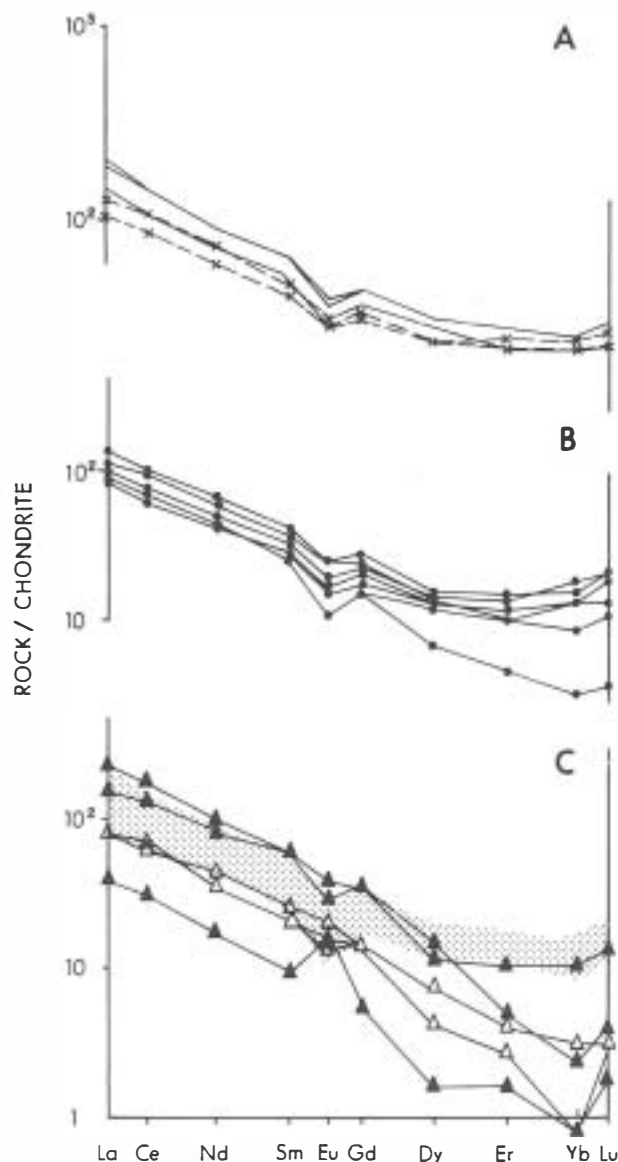 10³
A
10²
B
10²
10
ROCK / CHONDRITE
C
10²
10
1
La Ce Nd Sm Eu Gd Dy Er Yb Lu